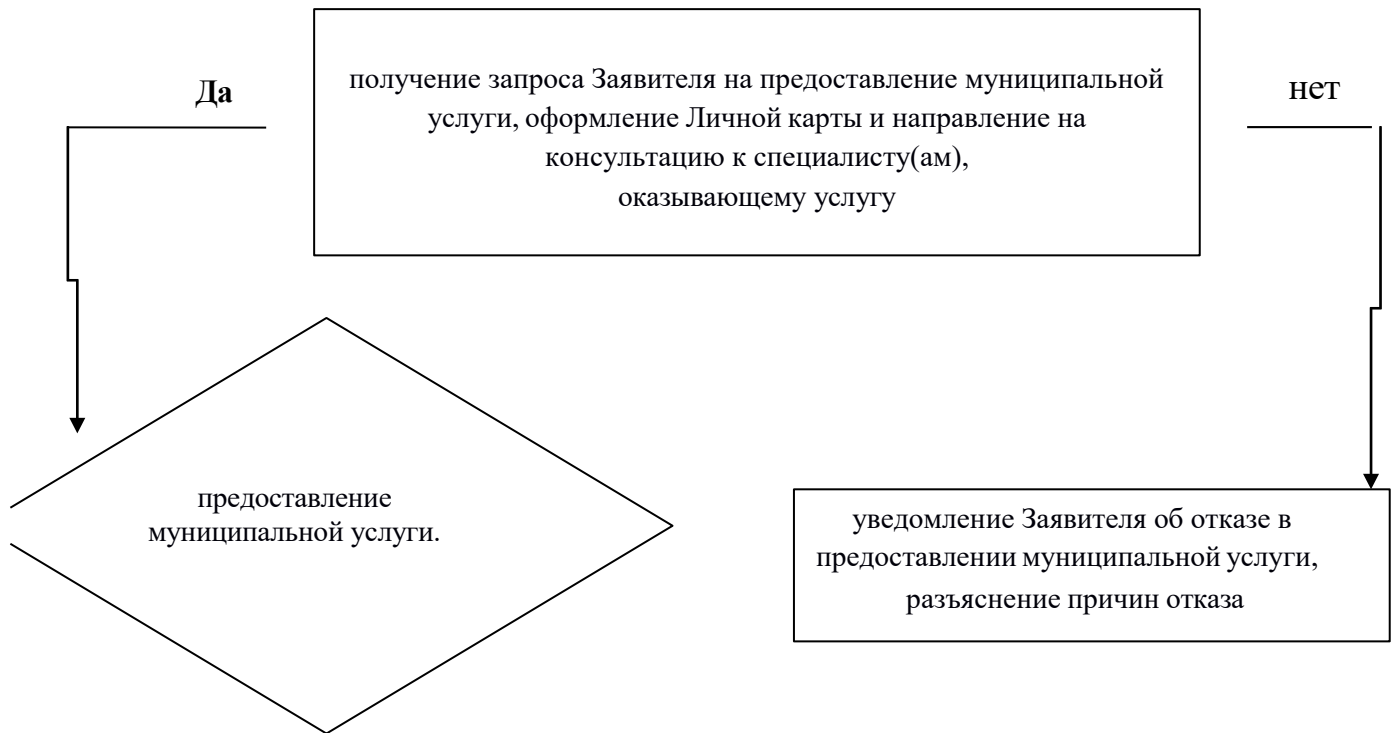 Да
получение запроса Заявителя на предоставление муниципальной
услуги, оформление Личной карты и направление на
консультацию к специалисту(ам),
оказывающему услугу
нет
предоставление
муниципальной услуги.
уведомление Заявителя об отказе в
предоставлении муниципальной услуги,
разъяснение причин отказа